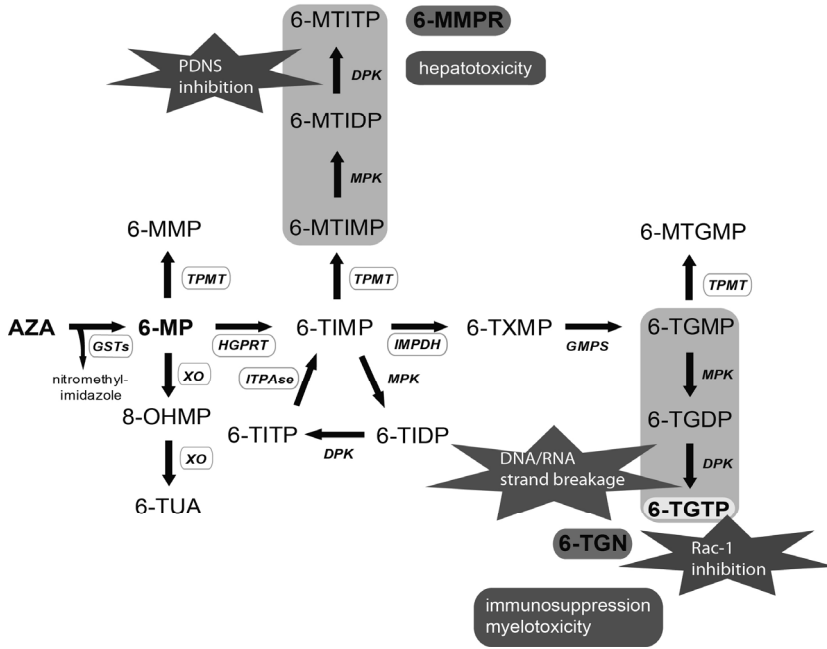 6-MTITP
6-MMPR
PDNS
inhibition
DPK
hepatotoxicity
6-MTIDP
MPK
6-MMP
6-MTIMP
6-MTGMP
TPMT
TPMT
TPMT
AZA
6-MP
6-TIMP
6-TXMP
6-TGMP
GSTs
HGPRT
IMPDH
GMPS
nitromethyl-
imidazole
XO
ITPAse
MPK
MPK
8-OHMP
6-TITP
6-TIDP
6-TGDP
DPK
XO
DNA/RNA
strand breakage
DPK
6-TUA
6-TGTP
6-TGN
Rac-1
inhibition
immunosuppression
myelotoxicity